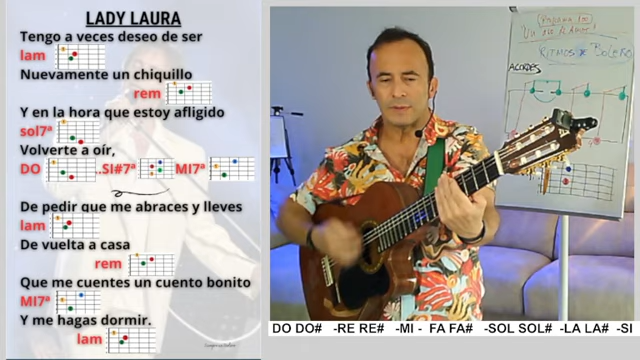 LADY LAURA
Tengo a veces deseo de ser
lam
Nuevamente un chiquillo
rem
Y en la hora que estoy afligido
sol7ª
Volverte a oír,
DO ..SI#7ª MI7ª
De pedir que me abraces y lleves
lam
De vuelta a casa
rem
Que me cuentes un cuento bonito
MI7ª
Y me hagas dormir.
lam
RITMOS DE BOLERO
ACORDES
DO DO# -RE RE# -MI - FA FA# -SOL SOL# -LA LA# -SI